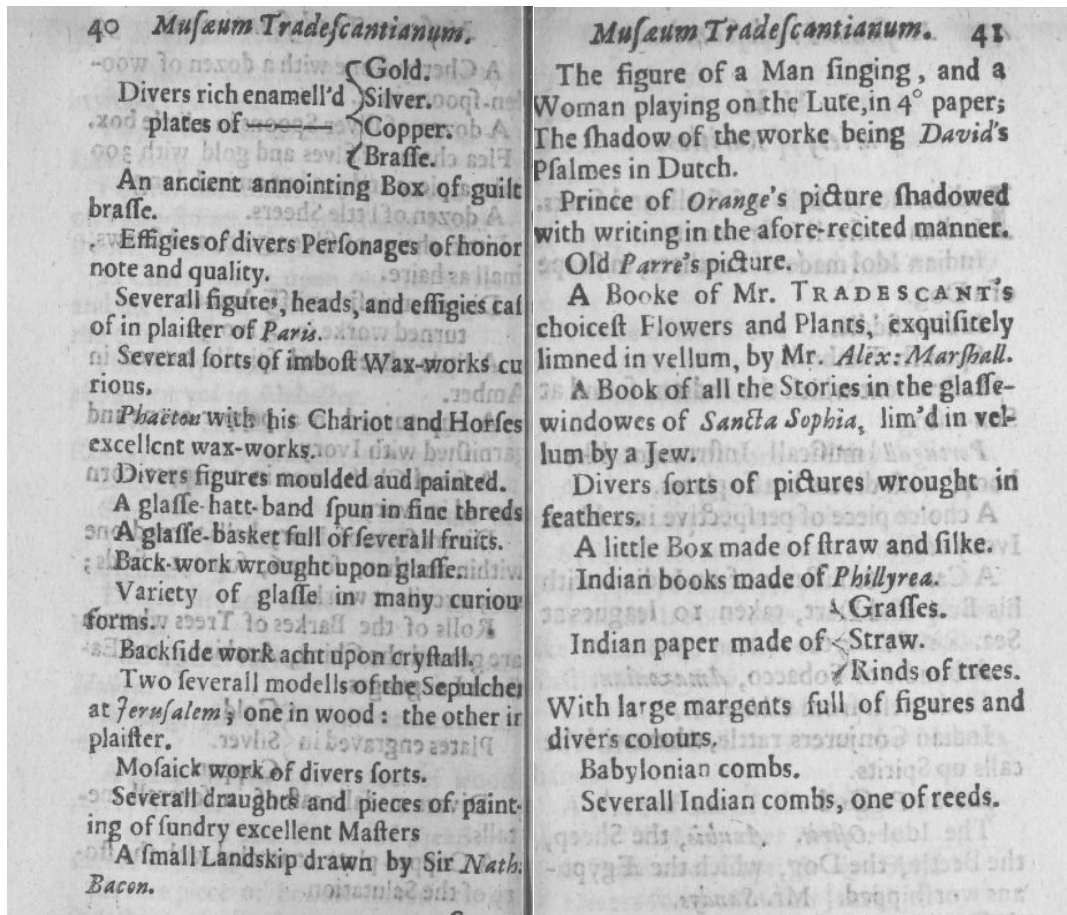 40 Muſæum Tradeſcantianum.
Gold.
Divers rich enamell'd Silver.
plates of Copper.
Braſſe.
An ancient annointing Box of guilt
braſſe.
Effigies of divers Perſonages of honor
note and quality.
Severall figures, heads, and effigies caſ
of in plaiſter of Paris.
Several ſorts of imboſt Wax-works cu
rious.
Phaëton with his Chariot and Horſes
excellent wax-works.
Divers figures moulded aud painted.
A glaſſe-hatt-band ſpun in fine threds
A glaſſe-basket full of ſeverall fruits.
Back-work wrought upon glaſſe.
Variety of glaſſe in many curiou
forms.
Backſide work acht upon cryſtall.
Two ſeverall modells of the Sepulcher
at Jeruſalem; one in wood: the other in
plaiſter.
Moſaick work of divers ſorts.
Severall draughts and pieces of paint-
ing of ſundry excellent Maſters
A ſmall Landskip drawn by Sir Nath:
Bacon.
Muſæum Tradeſcantianum. 41
The figure of a Man ſinging, and a
Woman playing on the Lute, in 4° paper;
The ſhadow of the worke being David's
Pſalmes in Dutch.
Prince of Orange's picture ſhadowed
with writing in the afore-recited manner.
Old Parre's picture.
A Booke of Mr. TRADESCANT's
choiceſt Flowers and Plants, exquiſitely
limned in vellum, by Mr. Alex: Marſhall.
A Book of all the Stories in the glaſſe-
windowes of Sancta Sophia, lim'd in vel-
lum by a Jew.
Divers ſorts of pictures wrought in
feathers.
A little Box made of ſtraw and ſilke.
Indian books made of Phillyrea.
Graſſes.
Indian paper made of Straw.
Kinds of trees.
With large margents full of figures and
divers colours.
Babylonian combs.
Severall Indian combs, one of reeds.